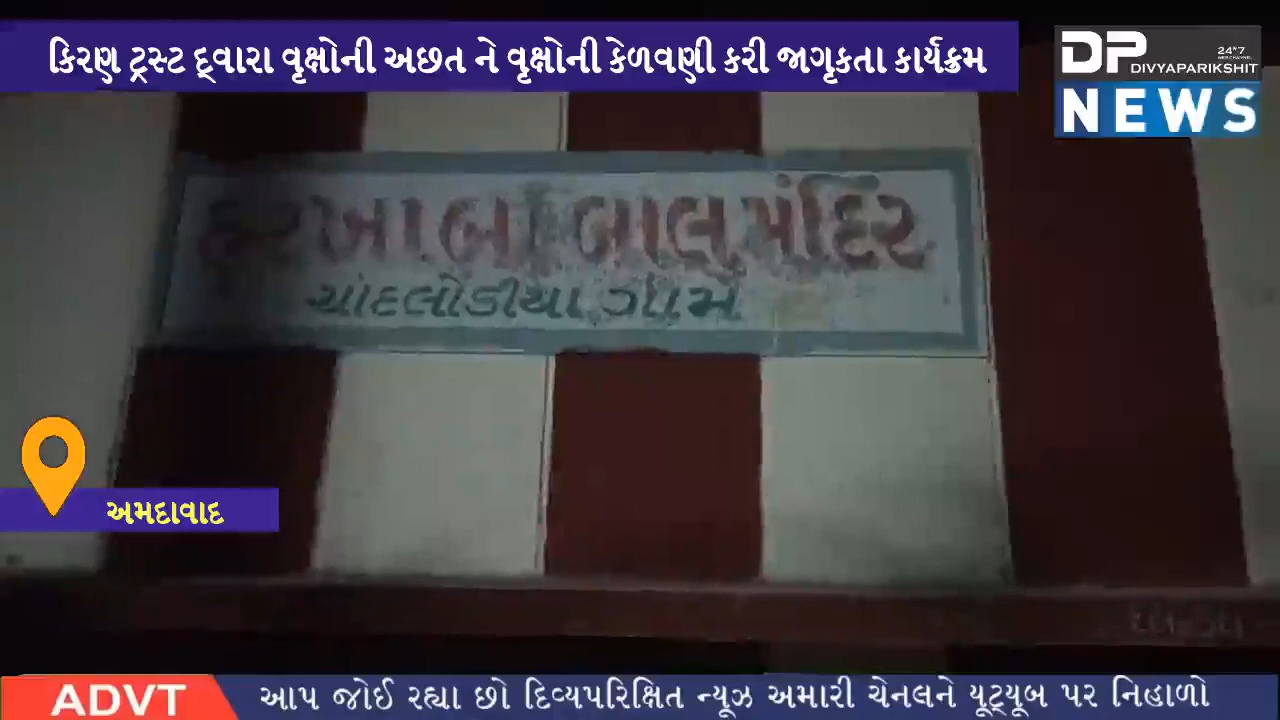 કિરણ ટ્રસ્ટ દ્વારા વૃક્ષોની અછત ને વૃક્ષોની કેળવણી કરી જાગૃકતા કાર્યક્રમ
DP
24*7
DIVYAPARIKSHIT
NEWS
હરખાબા બાલમંદિર
ચાંદલોડીયા ગામ
અમદાવાદ
ADVT આપ જોઈ રહ્યા છો દિવ્યપરિક્ષિત ન્યૂઝ અમારી ચેનલને યૂટ્યૂબ પર નિહાળો